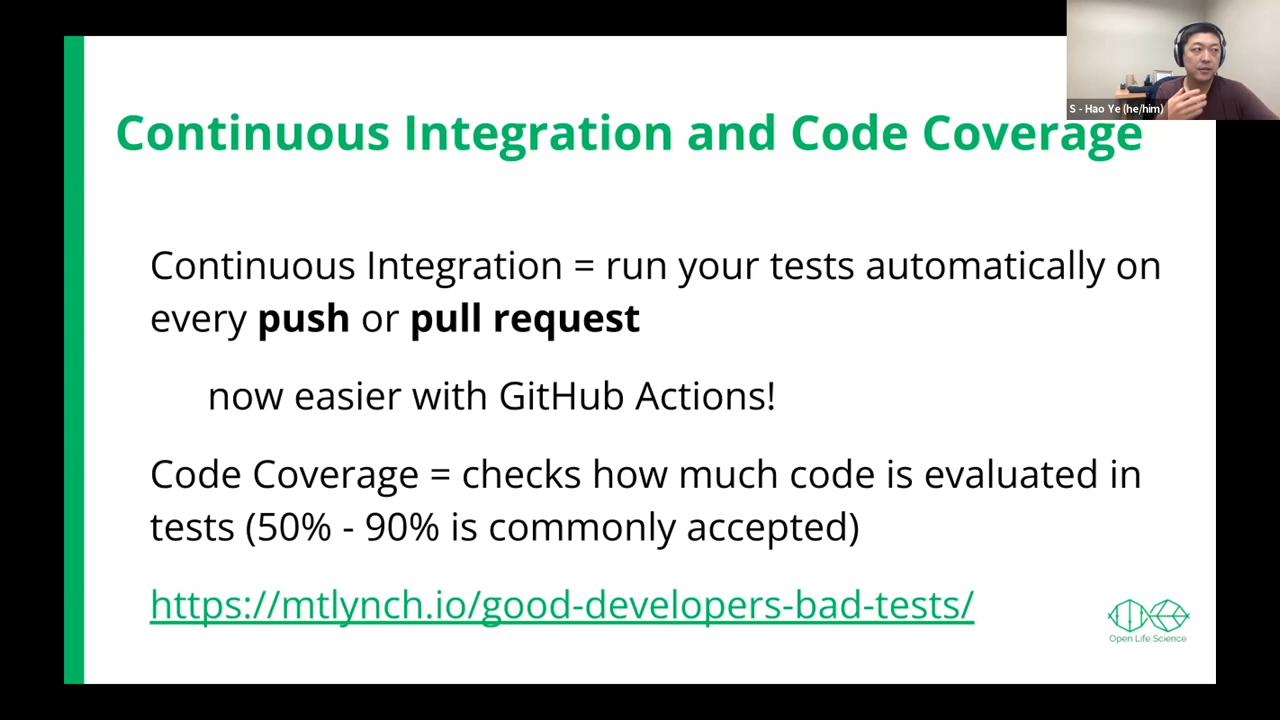 S - Hao Ye (he/him)
Continuous Integration and Code Coverage
Continuous Integration = run your tests automatically on
every push or pull request
now easier with GitHub Actions!
Code Coverage = checks how much code is evaluated in
tests (50% - 90% is commonly accepted)
https://mtlynch.io/good-developers-bad-tests/
Open Life Science